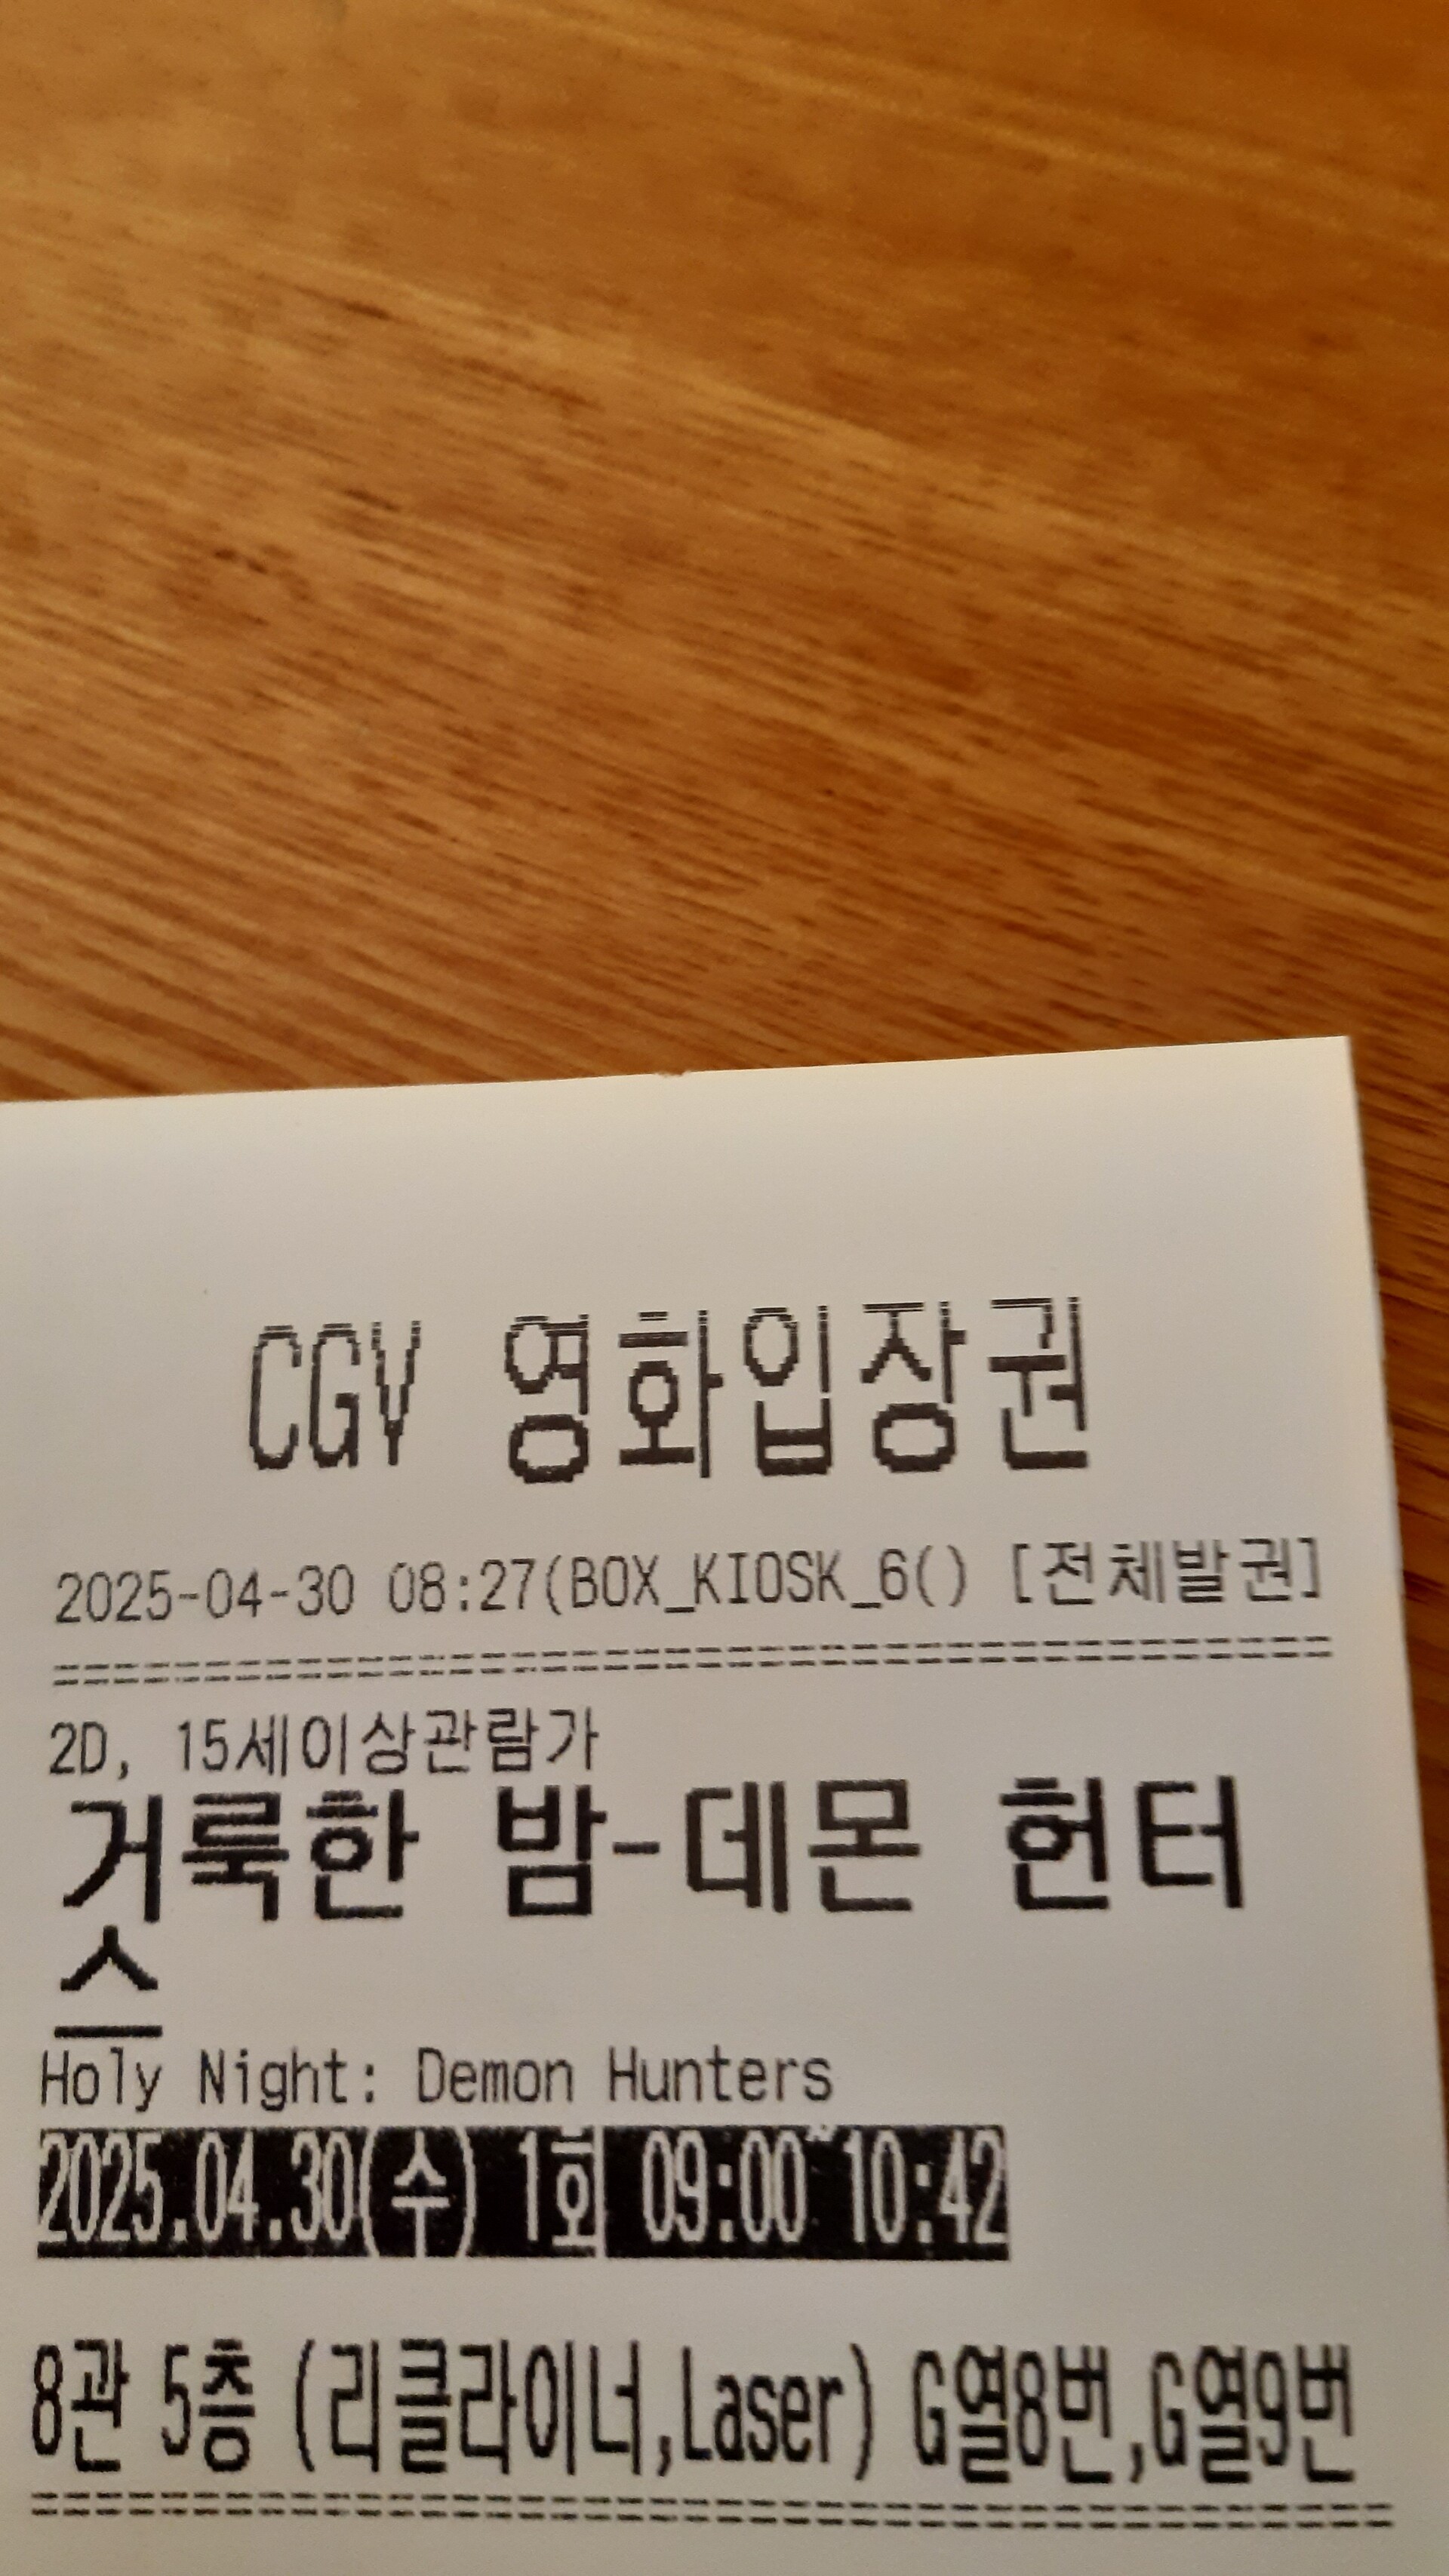 CGV 영화입장권
2025-04-30 08:27(BOX_KIOSK_6() [전체발권]
2D, 15세이상관람가
거룩한 밤-데몬 헌터
스
Holy Night: Demon Hunters
2025.04.30(수) 1회 09:00~10:42
8관 5층 (리클라이너,Laser) G열8번,G열9번